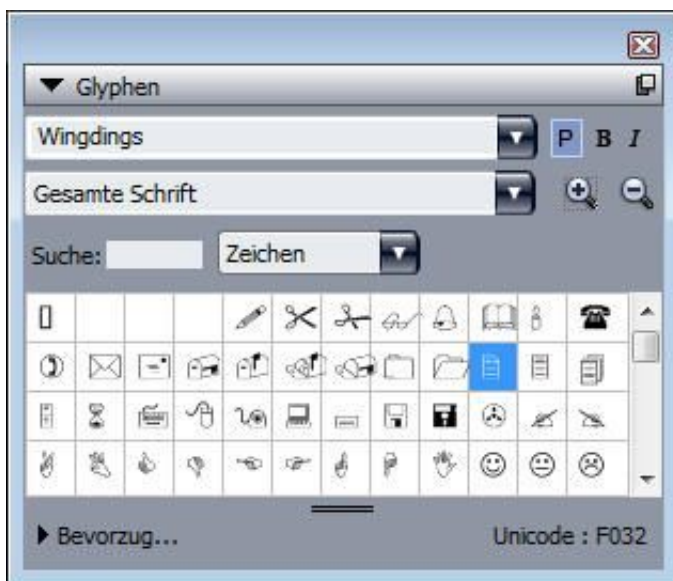 Glyphen
Wingdings
P B I
Gesamte Schrift
Suche:
Zeichen
Bevorzug...
Unicode : F032